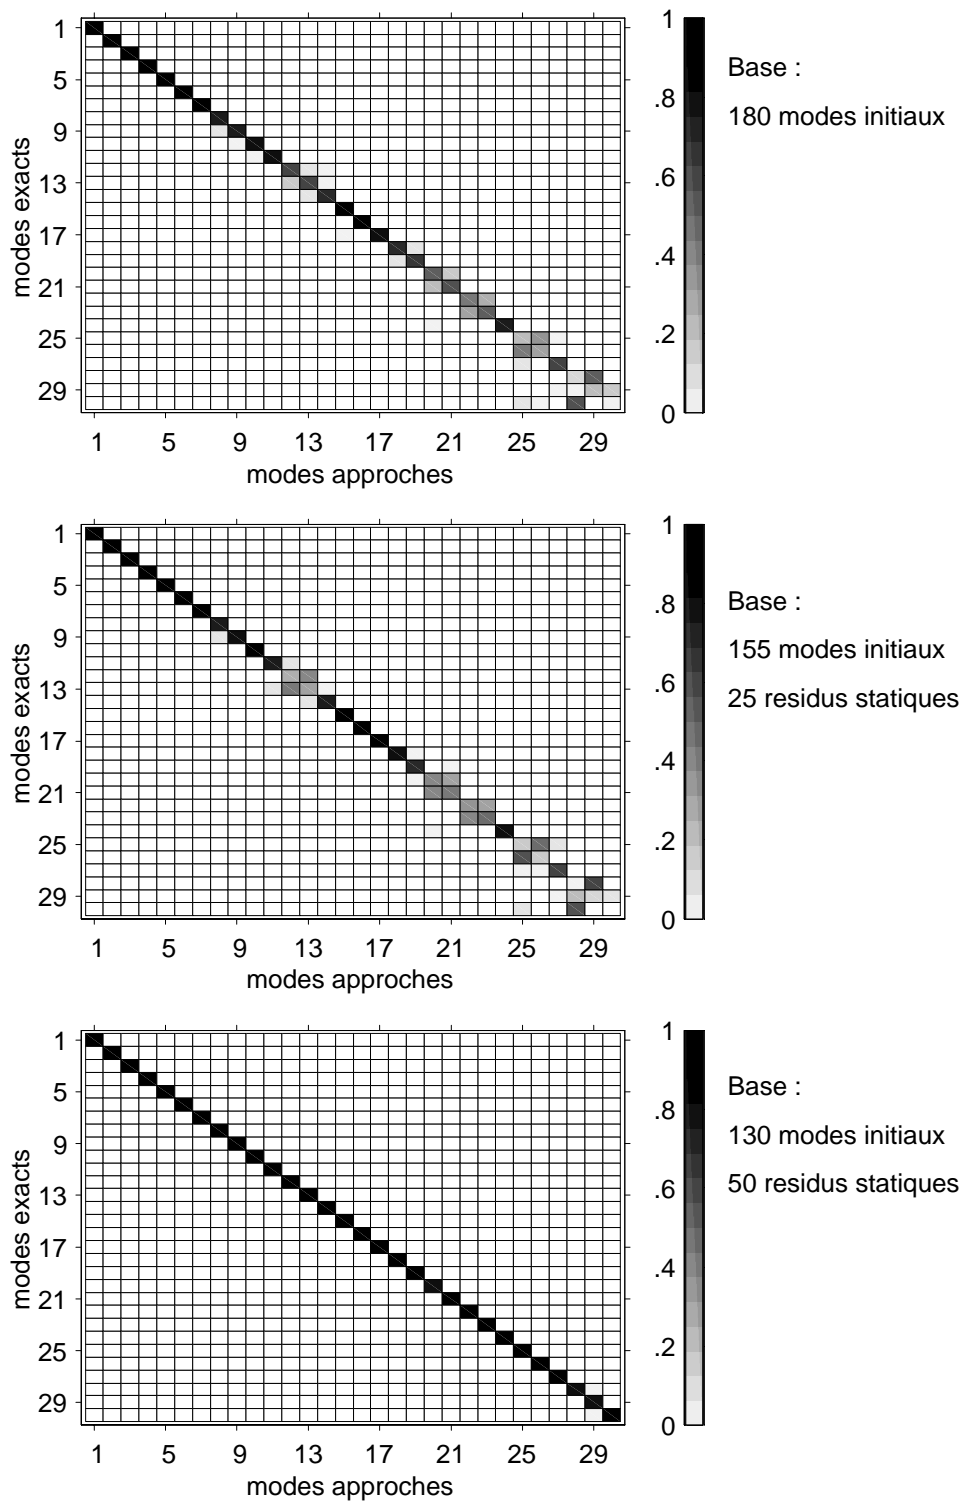 1
5
9
13
17
21
25
29
modes exacts
1 5 9 13 17 21 25 29
modes approches
1
.8
.6
.4
.2
0
Base :
180 modes initiaux
1
5
9
13
17
21
25
29
modes exacts
1 5 9 13 17 21 25 29
modes approches
1
.8
.6
.4
.2
0
Base :
155 modes initiaux
25 residus statiques
1
5
9
13
17
21
25
29
modes exacts
1 5 9 13 17 21 25 29
modes approches
1
.8
.6
.4
.2
0
Base :
130 modes initiaux
50 residus statiques